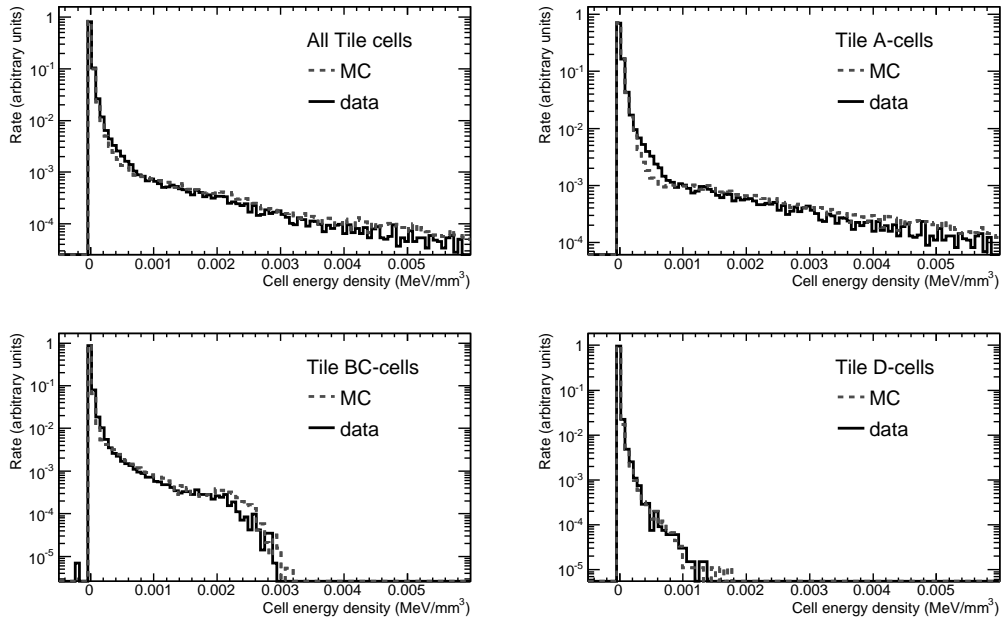 Rate (arbitrary units)
1
10⁻¹
10⁻²
10⁻³
10⁻⁴
All Tile cells
MC
data
0 0.001 0.002 0.003 0.004 0.005
Cell energy density (MeV/mm³)
Rate (arbitrary units)
1
10⁻¹
10⁻²
10⁻³
10⁻⁴
Tile A-cells
MC
data
0 0.001 0.002 0.003 0.004 0.005
Cell energy density (MeV/mm³)
Rate (arbitrary units)
1
10⁻¹
10⁻²
10⁻³
10⁻⁴
10⁻⁵
Tile BC-cells
MC
data
0 0.001 0.002 0.003 0.004 0.005
Cell energy density (MeV/mm³)
Rate (arbitrary units)
1
10⁻¹
10⁻²
10⁻³
10⁻⁴
10⁻⁵
Tile D-cells
MC
data
0 0.001 0.002 0.003 0.004 0.005
Cell energy density (MeV/mm³)